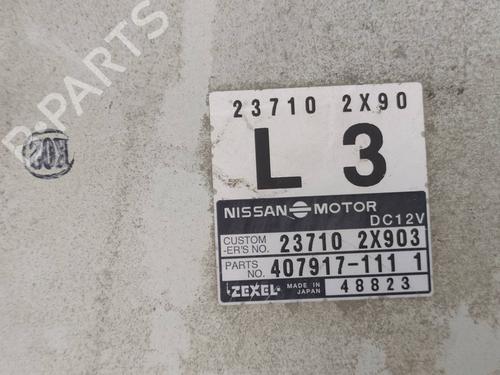 B-PARTS
23710 2X90
L 3
NISSAN MOTOR
DC12V
CUSTOM
-ER'S NO. 23710 2X903
PARTS
NO. 407917-111 1
ZEXEL MADE IN
JAPAN 48823